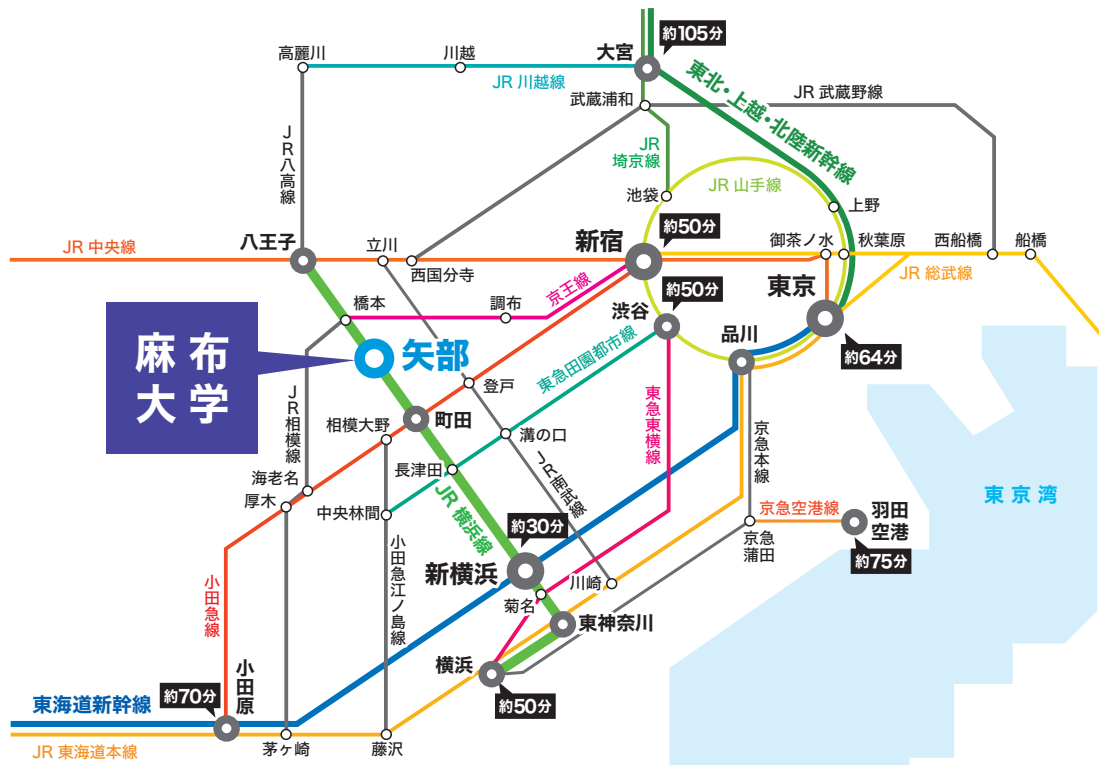 約105分
大宮
高麗川
川越
JR 川越線
東北・上越・北陸新幹線
武蔵浦和
JR 武蔵野線
JR八高線
JR
埼京線
JR 山手線
池袋
上野
約50分
八王子
立川
新宿
御茶ノ水
秋葉原
西船橋
船橋
JR 中央線
西国分寺
JR 総武線
京王線
約50分
東京
橋本
調布
渋谷
品川
麻布
大学
矢部
約64分
東急田園都市線
登戸
JR相模線
相模大野
町田
東急東横線
京急本線
溝の口
長津田
海老名
厚木
中央林間
JR 横浜線
JR南武線
東京湾
京急空港線
羽田
空港
約30分
京急
蒲田
約75分
新横浜
川崎
小田急線
小田急江ノ島線
菊名
東神奈川
横浜
小田原
約70分
約50分
東海道新幹線
JR 東海道本線
茅ヶ崎
藤沢